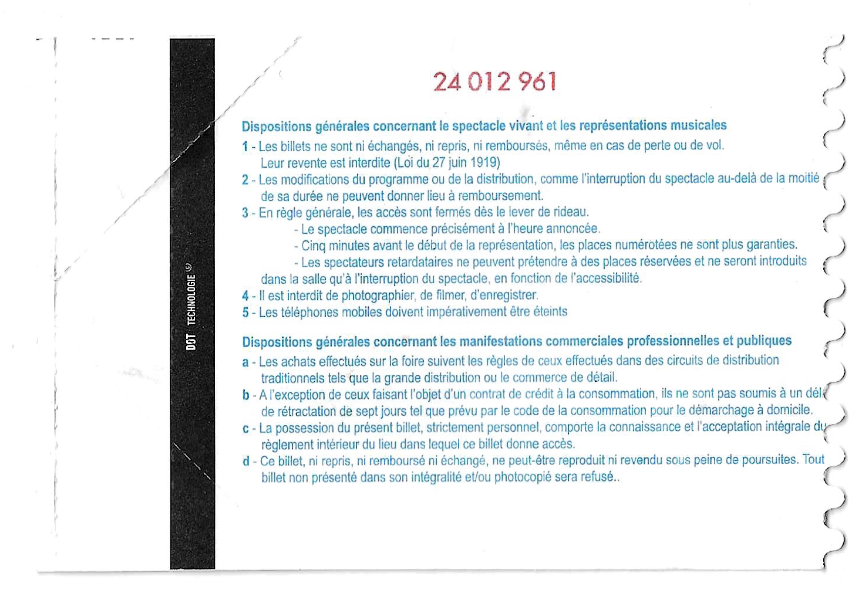 24 012 961
Dispositions générales concernant le spectacle vivant et les représentations musicales
1 - Les billets ne sont ni échangés, ni repris, ni remboursés, même en cas de perte ou de vol.
Leur revente est interdite (Loi du 27 juin 1919)
2 - Les modifications du programme ou de la distribution, comme l'interruption du spectacle au-delà de la moitié
de sa durée ne peuvent donner lieu à remboursement.
3 - En règle générale, les accès sont fermés dès le lever de rideau.
- Le spectacle commence précisément à l'heure annoncée.
- Cinq minutes avant le début de la représentation, les places numérotées ne sont plus garanties.
- Les spectateurs retardataires ne peuvent prétendre à des places réservées et ne seront introduits
dans la salle qu'à l'interruption du spectacle, en fonction de l'accessibilité.
4 - Il est interdit de photographier, de filmer, d'enregistrer.
5 - Les téléphones mobiles doivent impérativement être éteints
DOT TECHNOLOGIE ®
Dispositions générales concernant les manifestations commerciales professionnelles et publiques
a - Les achats effectués sur la foire suivent les règles de ceux effectués dans des circuits de distribution
traditionnels tels que la grande distribution ou le commerce de détail.
b - A l'exception de ceux faisant l'objet d'un contrat de crédit à la consommation, ils ne sont pas soumis à un
de rétractation de sept jours tel que prévu par le code de la consommation pour le démarchage à domicile.
c - La possession du présent billet, strictement personnel, comporte la connaissance et l'acceptation intégrale du
règlement intérieur du lieu dans lequel ce billet donne accès.
d - Ce billet, ni repris, ni remboursé ni échangé, ne peut-être reproduit ni revendu sous peine de poursuites. Tout
billet non présenté dans son intégralité et/ou photocopié sera refusé..